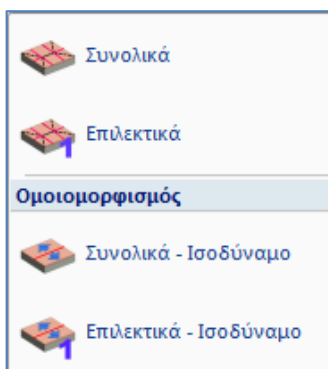 Συνολικά
Επιλεκτικά
Ομοιομορφισμός
Συνολικά - Ισοδύναμο
Επιλεκτικά - Ισοδύναμο